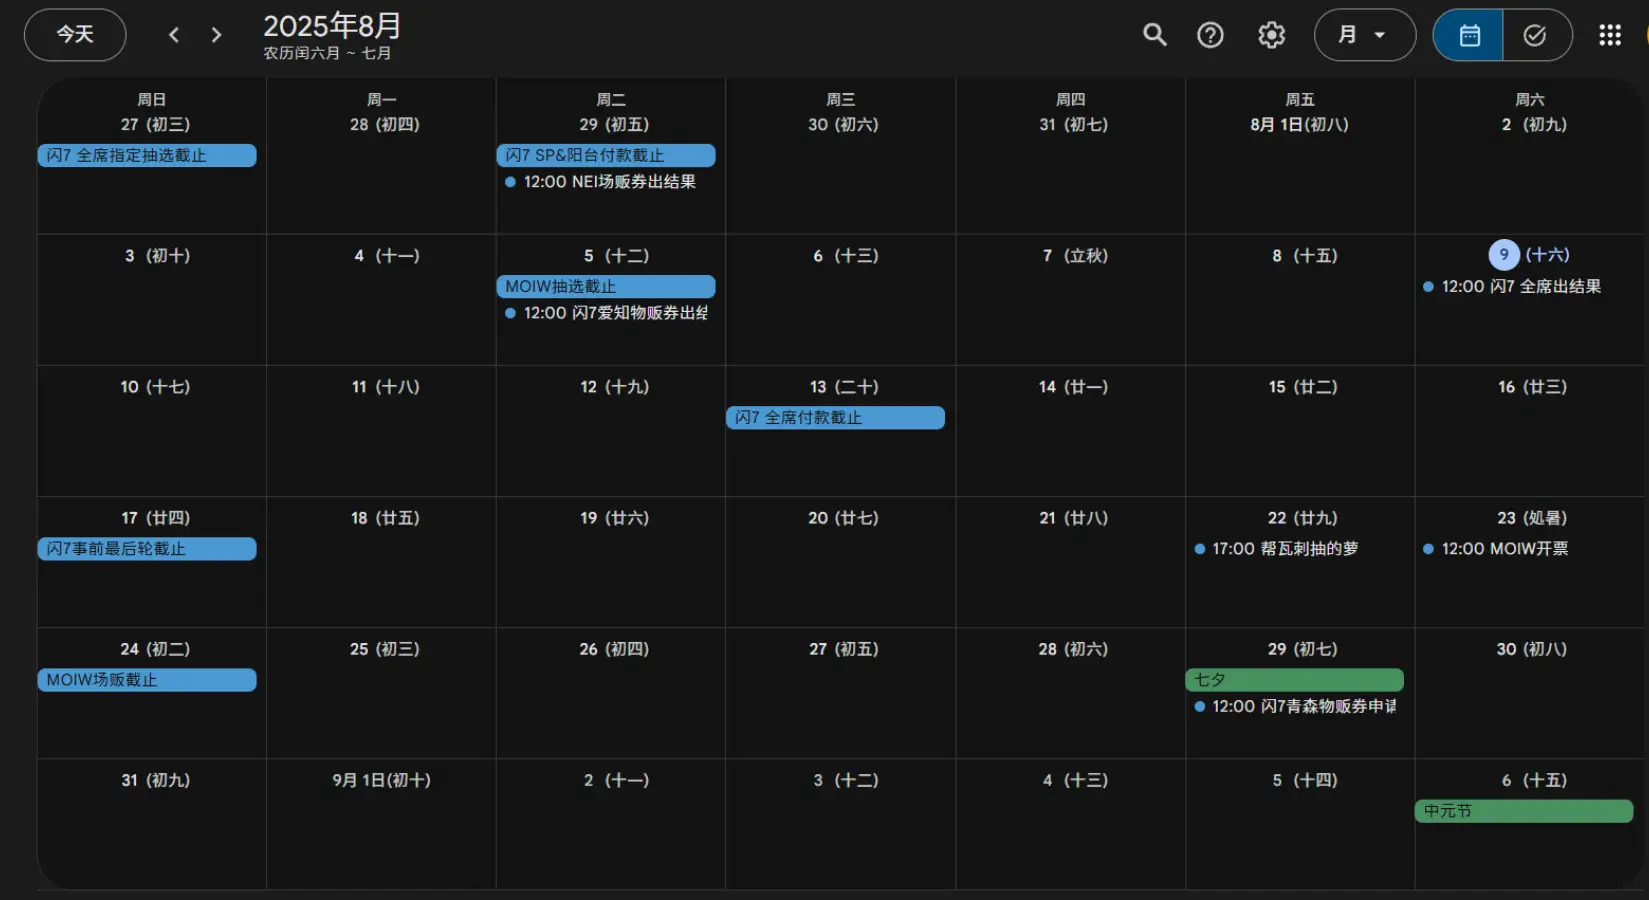 今天
2025年8月
农历闰六月 ~ 七月
月
周日
周一
周二
周三
周四
周五
周六
27 (初三)
28 (初四)
29 (初五)
30 (初六)
31 (初七)
8月 1日(初八)
2 (初九)
闪7 全席指定抽选截止
闪7 SP&阳台付款截止
12:00 NEI场贩券出结果
3 (初十)
4 (十一)
5 (十二)
6 (十三)
7 (立秋)
8 (十五)
9 (十六)
MOIW抽选截止
12:00 闪7爱知物贩券出结
12:00 闪7 全席出结果
10 (十七)
11 (十八)
12 (十九)
13 (二十)
14 (廿一)
15 (廿二)
16 (廿三)
闪7 全席付款截止
17 (廿四)
18 (廿五)
19 (廿六)
20 (廿七)
21 (廿八)
22 (廿九)
23 (处暑)
闪7事前最后轮截止
17:00 帮瓦刺抽的萝
12:00 MOIW开票
24 (初二)
25 (初三)
26 (初四)
27 (初五)
28 (初六)
29 (初七)
30 (初八)
MOIW场贩截止
七夕
12:00 闪7青森物贩券申请
31 (初九)
9月 1日(初十)
2 (十一)
3 (十二)
4 (十三)
5 (十四)
6 (十五)
中元节